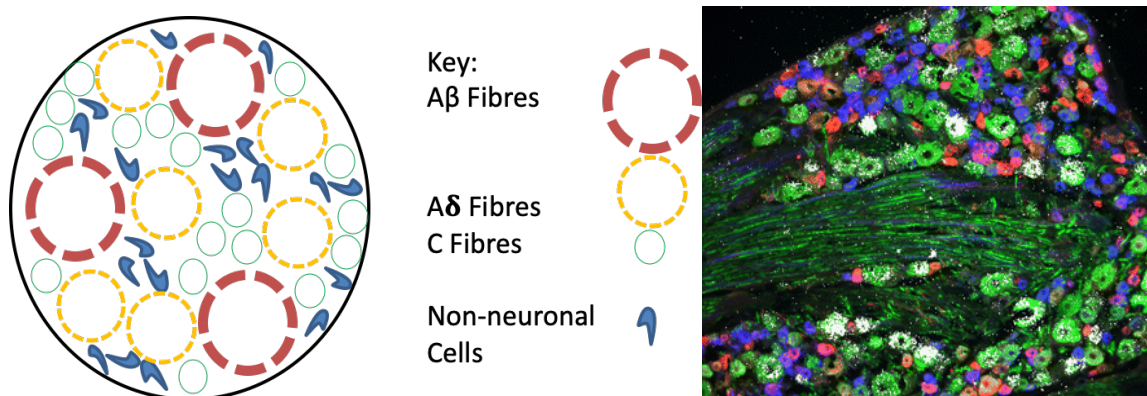 Key:
Aβ Fibres
Aδ Fibres
C Fibres
Non-neuronal
Cells